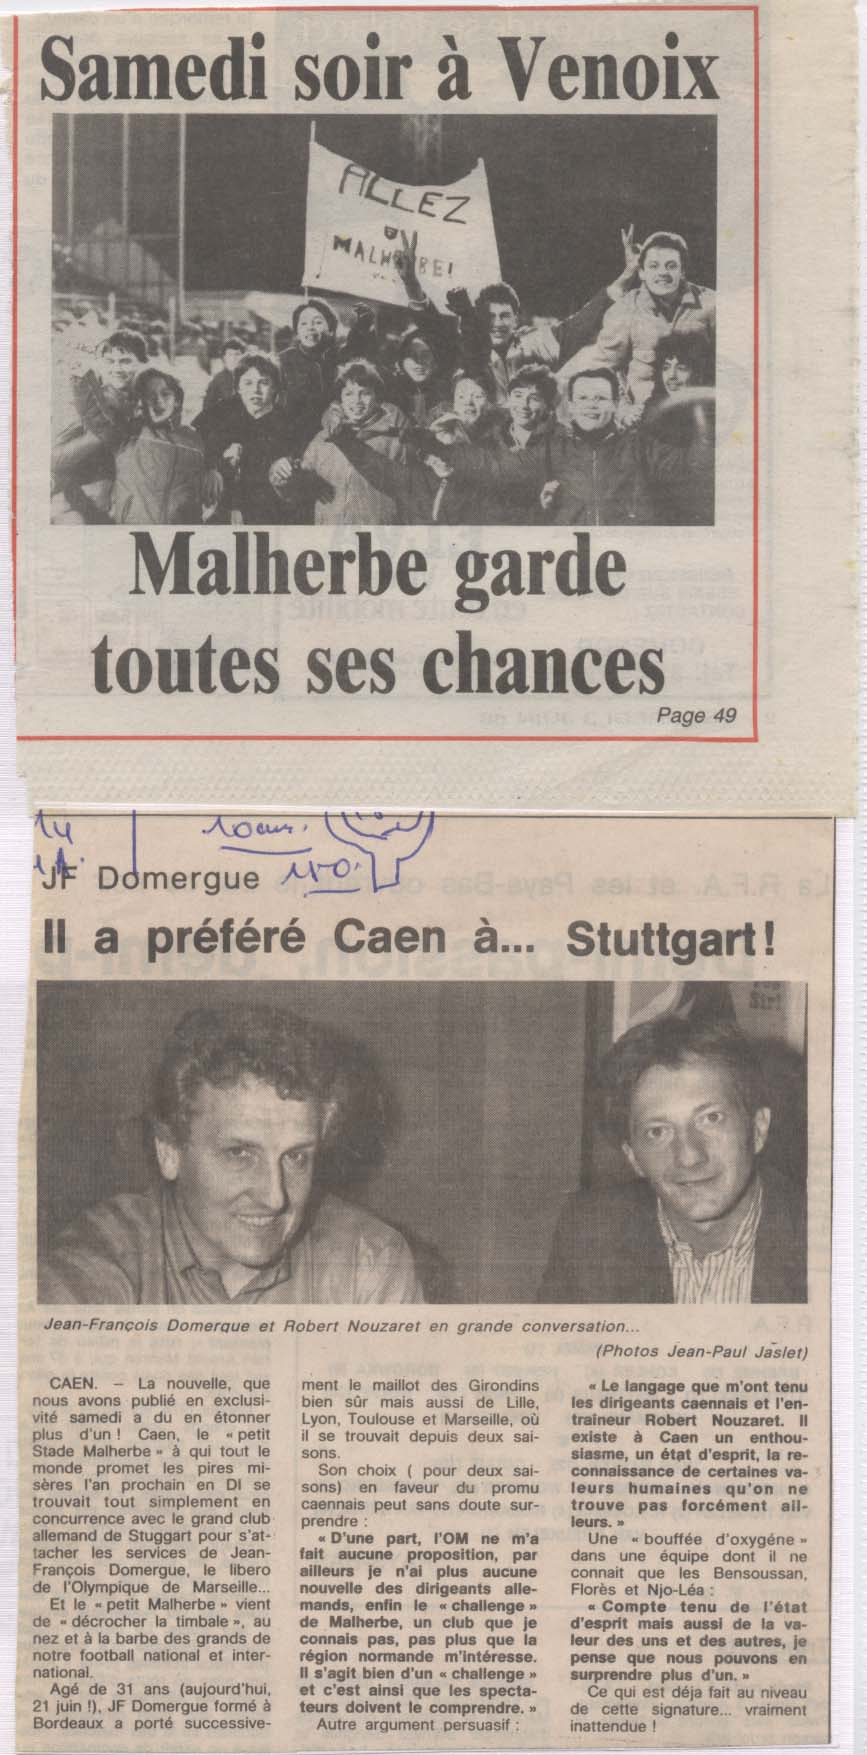 Samedi soir à Venoix
ALLEZ
MALHERBE!
Malherbe garde
toutes ses chances
Page 49
14
JF Domergue
Il a préféré Caen à... Stuttgart!
Jean-François Domergue et Robert Nouzaret en grande conversation...
(Photos Jean-Paul Jaslet)
CAEN. – La nouvelle, que
nous avons publié en exclusi-
vité samedi a du en étonner
plus d'un ! Caen, le « petit
Stade Malherbe » à qui tout le
monde promet les pires mi-
sères l'an prochain en DI se
trouvait tout simplement en
concurrence avec le grand club
allemand de Stuggart pour s'at-
tacher les services de Jean-
François Domergue, le libero
de l'Olympique de Marseille...
Et le « petit Malherbe » vient
de « décrocher la timbale », au
nez et à la barbe des grands de
notre football national et inter-
national.
Agé de 31 ans (aujourd'hui,
21 juin !), JF Domergue formé à
Bordeaux a porté successive-
ment le maillot des Girondins
bien sûr mais aussi de Lille,
Lyon, Toulouse et Marseille, où
il se trouvait depuis deux sai-
sons.
Son choix ( pour deux sai-
sons) en faveur du promu
caennais peut sans doute sur-
prendre :
« D'une part, l'OM ne m'a
fait aucune proposition, par
ailleurs je n'ai plus aucune
nouvelle des dirigeants alle-
mands, enfin le « challenge »
de Malherbe, un club que je
connais pas, pas plus que la
région normande m'intéresse.
Il s'agit bien d'un « challenge »
et c'est ainsi que les specta-
teurs doivent le comprendre. »
Autre argument persuasif :
« Le langage que m'ont tenu
les dirigeants caennais et l'en-
traineur Robert Nouzaret. Il
existe à Caen un enthou-
siasme, un état d'esprit, la re-
connaissance de certaines va-
leurs humaines qu'on ne
trouve pas forcément ail-
leurs. »
Une « bouffée d'oxygéne »
dans une équipe dont il ne
connait que les Bensoussan,
Florès et Njo-Léa :
« Compte tenu de l'état
d'esprit mais aussi de la va-
leur des uns et des autres, je
pense que nous pouvons en
surprendre plus d'un. »
Ce qui est déja fait au niveau
de cette signature... vraiment
inattendue !